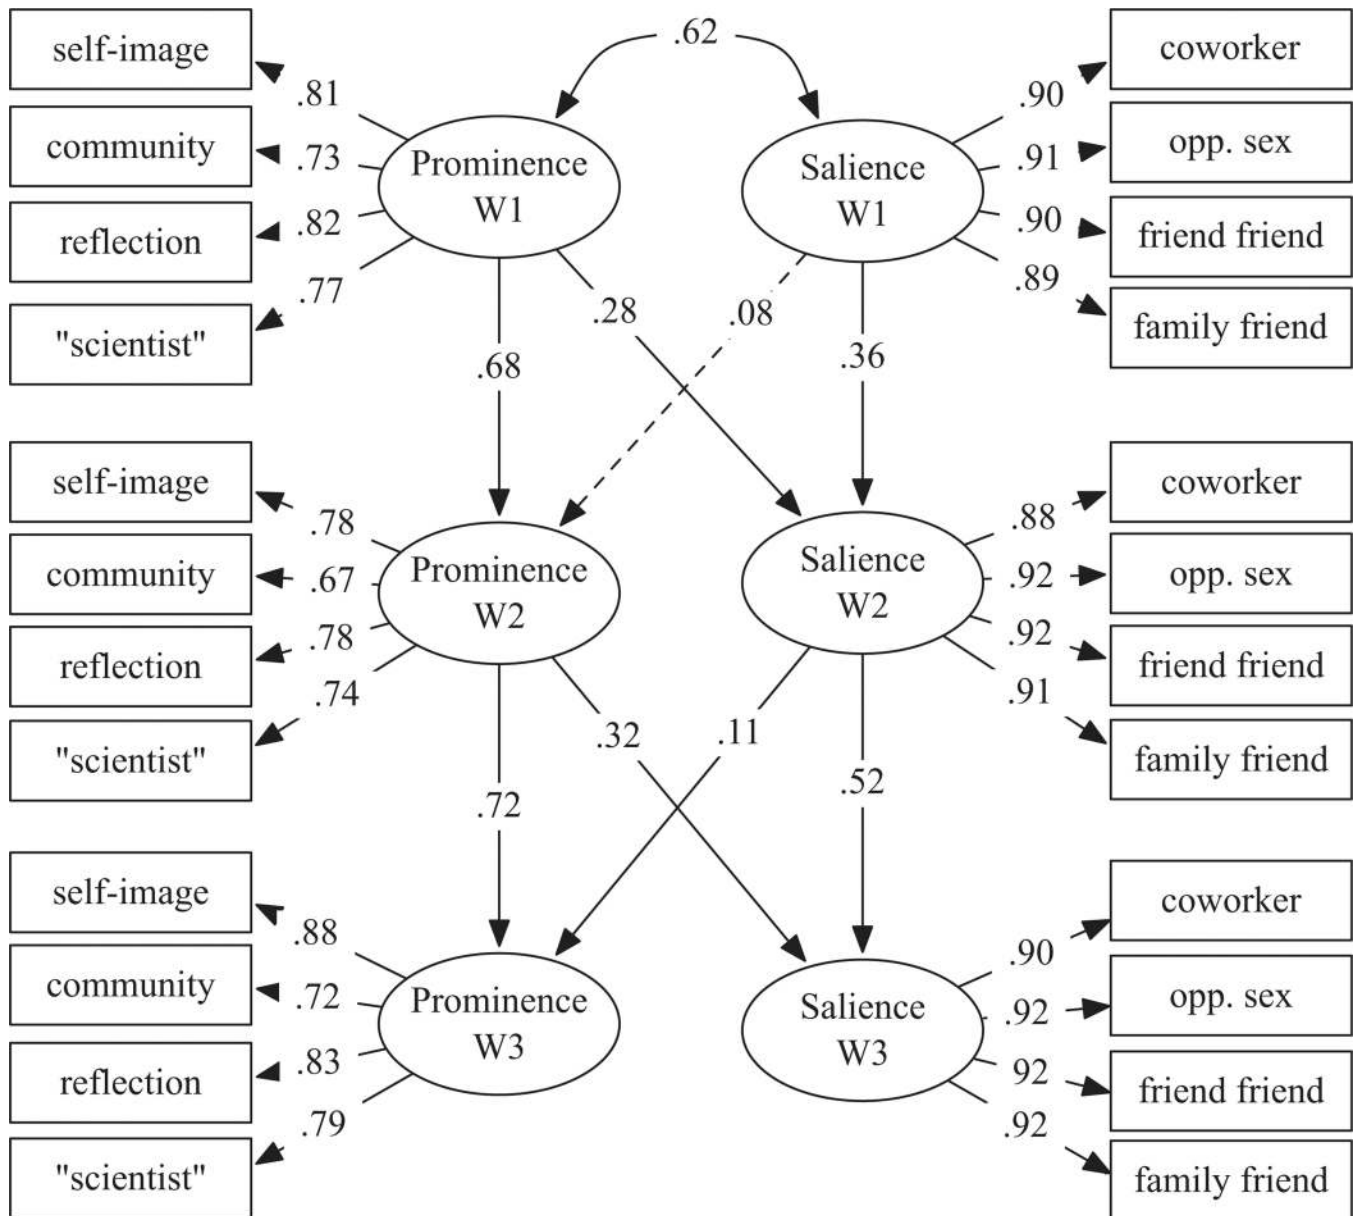 self-image
.62
coworker
.81
.90
community
.73
Prominence
W1
Salience
W1
.91
opp. sex
reflection
.82
.90
friend friend
.77
.89
"scientist"
family friend
.28
.08
.68
.36
self-image
coworker
.78
.88
community
.67
Prominence
W2
Salience
W2
.92
opp. sex
reflection
.78
.92
friend friend
.74
.91
"scientist"
family friend
.32
.11
.72
.52
self-image
coworker
.88
.90
community
.72
Prominence
W3
Salience
W3
.92
opp. sex
reflection
.83
92
friend friend
.79
.92
"scientist"
family friend